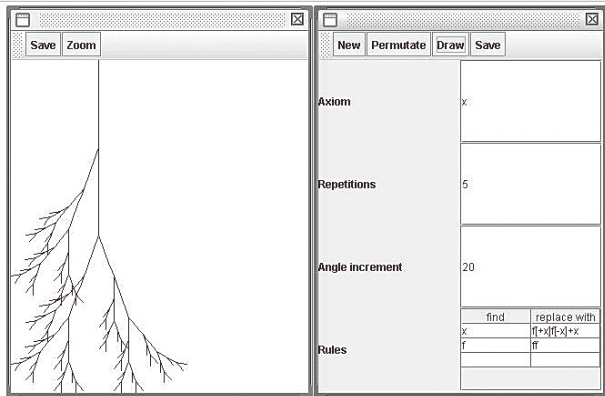 Save Zoom
New Permutate Draw Save
Axiom x
Repetitions 5
Angle increment 20
find replace with
x f[+x]f[-x]+x
Rules f ff